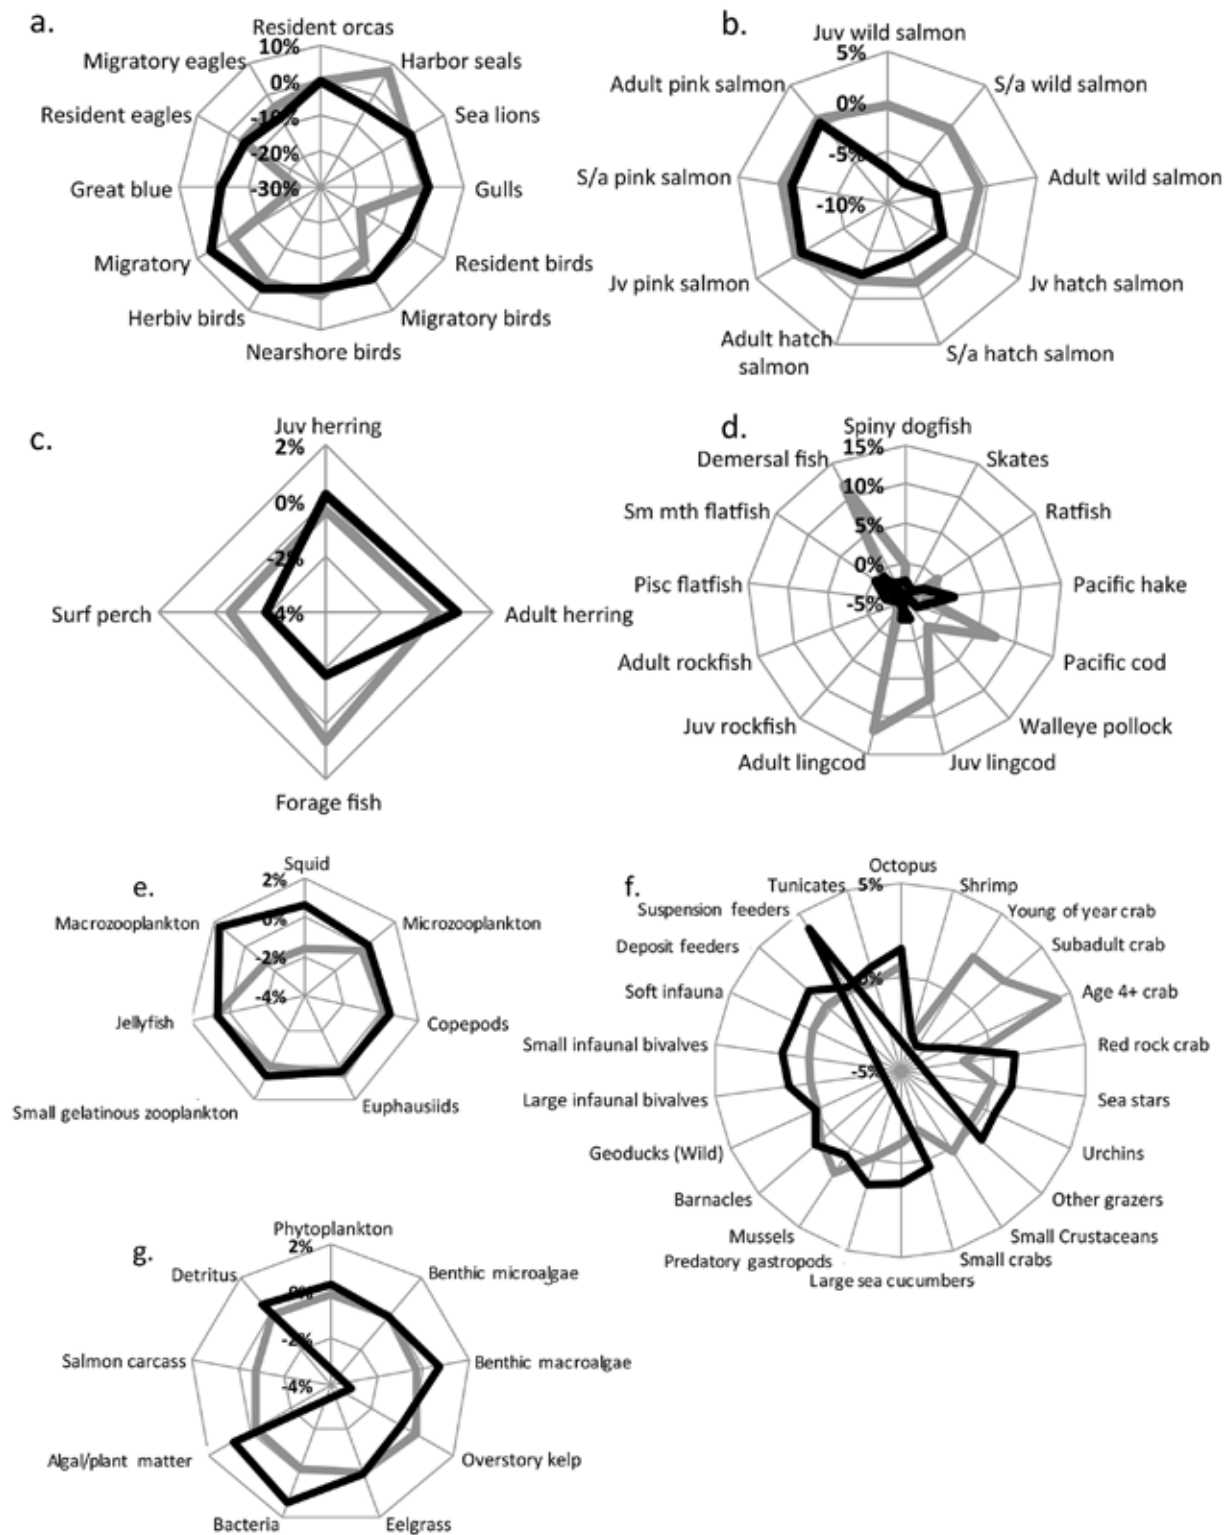 a.
Resident orcas
10%
0%
-10%
-20%
-30%
Migratory eagles
Harbor seals
Resident eagles
Sea lions
Great blue
Gulls
Migratory
Resident birds
Herbiv birds
Migratory birds
Nearshore birds
b.
Juv wild salmon
5%
0%
-5%
-10%
Adult pink salmon
S/a wild salmon
S/a pink salmon
Adult wild salmon
Jv pink salmon
Jv hatch salmon
Adult hatch
salmon
S/a hatch salmon
c.
Juv herring
2%
0%
-2%
-4%
Surf perch
Adult herring
Forage fish
d.
Spiny dogfish
15%
10%
5%
0%
-5%
Demersal fish
Skates
Sm mth flatfish
Ratfish
Pisc flatfish
Pacific hake
Adult rockfish
Pacific cod
Juv rockfish
Walleye pollock
Adult lingcod
Juv lingcod
e.
Squid
2%
0%
-2%
-4%
Macrozooplankton
Microzooplankton
Jellyfish
Copepods
Small gelatinous zooplankton
Euphausiids
f.
Octopus
5%
-5%
Tunicates
Shrimp
Suspension feeders
Young of year crab
Deposit feeders
Subadult crab
Soft infauna
Age 4+ crab
Small infaunal bivalves
Red rock crab
Large infaunal bivalves
Sea stars
Geoducks (Wild)
Urchins
Barnacles
Other grazers
Mussels
Small Crustaceans
Predatory gastropods
Small crabs
Large sea cucumbers
g.
Phytoplankton
2%
0%
-2%
-4%
Detritus
Benthic microalgae
Salmon carcass
Benthic macroalgae
Algal/plant matter
Overstory kelp
Bacteria
Eelgrass